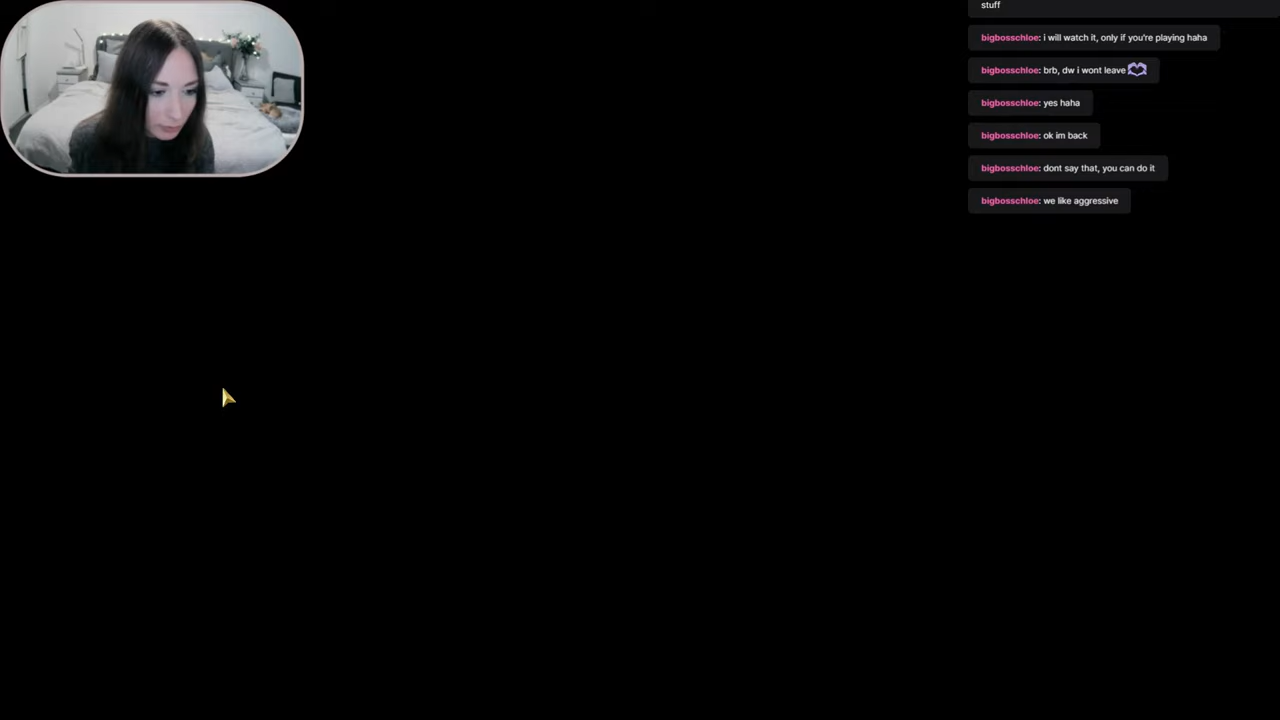 stuff
bigbosschloe: i will watch it, only if you're playing haha
bigbosschloe: brb, dw i wont leave
bigbosschloe: yes haha
bigbosschloe: ok im back
bigbosschloe: dont say that, you can do it
bigbosschloe: we like aggressive